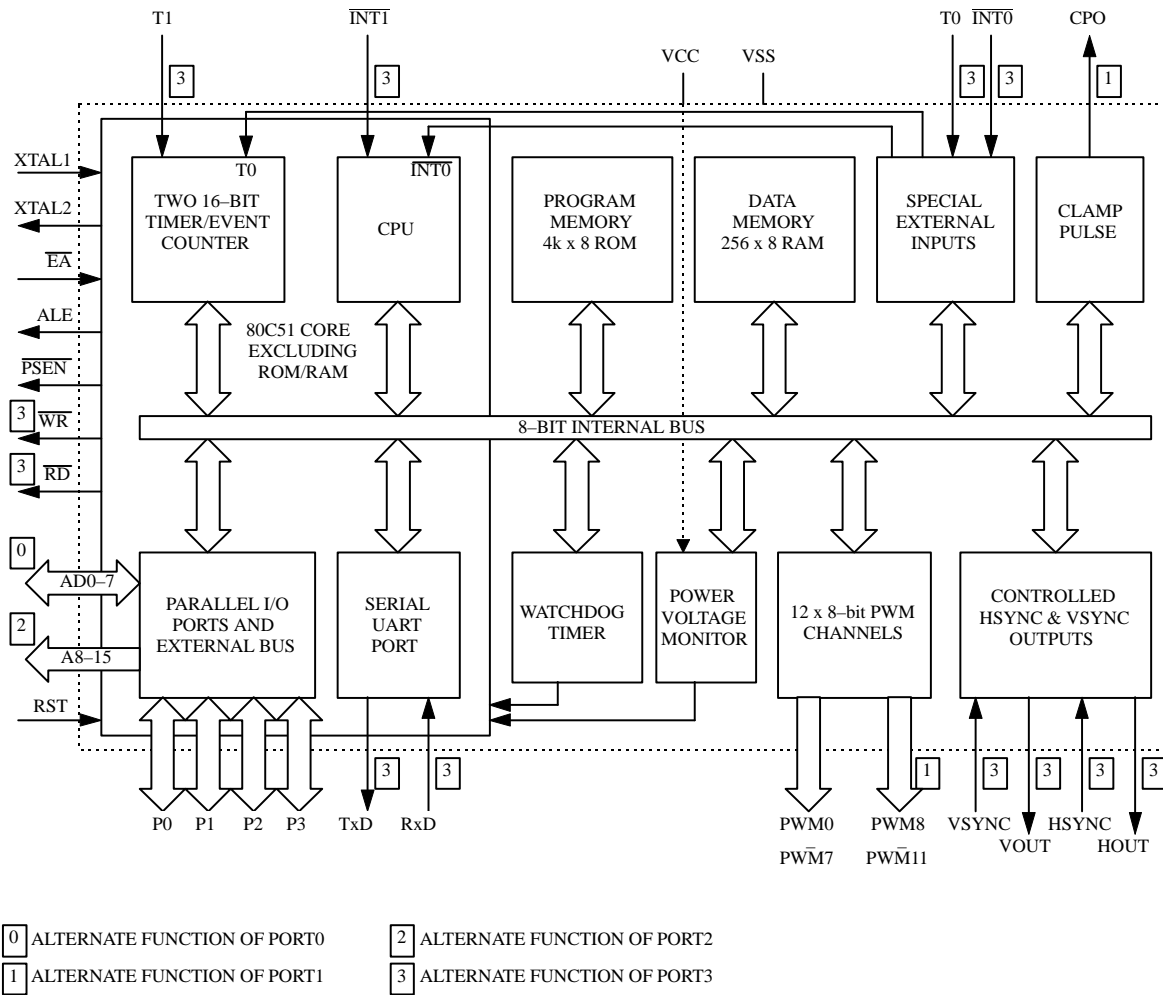 T1 INT1 T0 INT0 CPO
VCC VSS
3 3 3 3 1
XTAL1
XTAL2
EA
ALE
PSEN
3 WR
3 RD
0 AD0–7
2 A8–15
RST
T0
TWO 16–BIT
TIMER/EVENT
COUNTER
INT0
CPU
PROGRAM
MEMORY
4k x 8 ROM
DATA
MEMORY
256 x 8 RAM
SPECIAL
EXTERNAL
INPUTS
CLAMP
PULSE
80C51 CORE
EXCLUDING
ROM/RAM
8–BIT INTERNAL BUS
PARALLEL I/O
PORTS AND
EXTERNAL BUS
SERIAL
UART
PORT
WATCHDOG
TIMER
POWER
VOLTAGE
MONITOR
12 x 8–bit PWM
CHANNELS
CONTROLLED
HSYNC & VSYNC
OUTPUTS
3 3 1 3 3 3 3
P0 P1 P2 P3 TxD RxD PWM0 PWM8 VSYNC HSYNC
VOUT HOUT
–
PWM7
–
PWM11
0 ALTERNATE FUNCTION OF PORT0
1 ALTERNATE FUNCTION OF PORT1
2 ALTERNATE FUNCTION OF PORT2
3 ALTERNATE FUNCTION OF PORT3